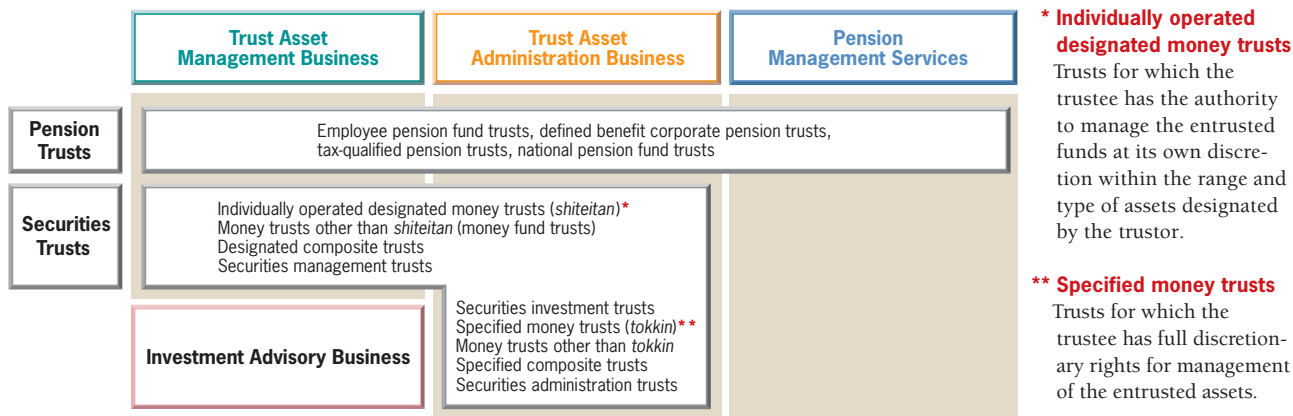 Trust Asset
Management Business
Trust Asset
Administration Business
Pension
Management Services
Pension
Trusts
Employee pension fund trusts, defined benefit corporate pension trusts,
tax-qualified pension trusts, national pension fund trusts
Securities
Trusts
Individually operated designated money trusts (shiteitan)*
Money trusts other than shiteitan (money fund trusts)
Designated composite trusts
Securities management trusts
Investment Advisory Business
Securities investment trusts
Specified money trusts (tokkin)**
Money trusts other than tokkin
Specified composite trusts
Securities administration trusts
* Individually operated
designated money trusts
Trusts for which the
trustee has the authority
to manage the entrusted
funds at its own discre-
tion within the range and
type of assets designated
by the trustor.
** Specified money trusts
Trusts for which the
trustee has full discretion-
ary rights for management
of the entrusted assets.